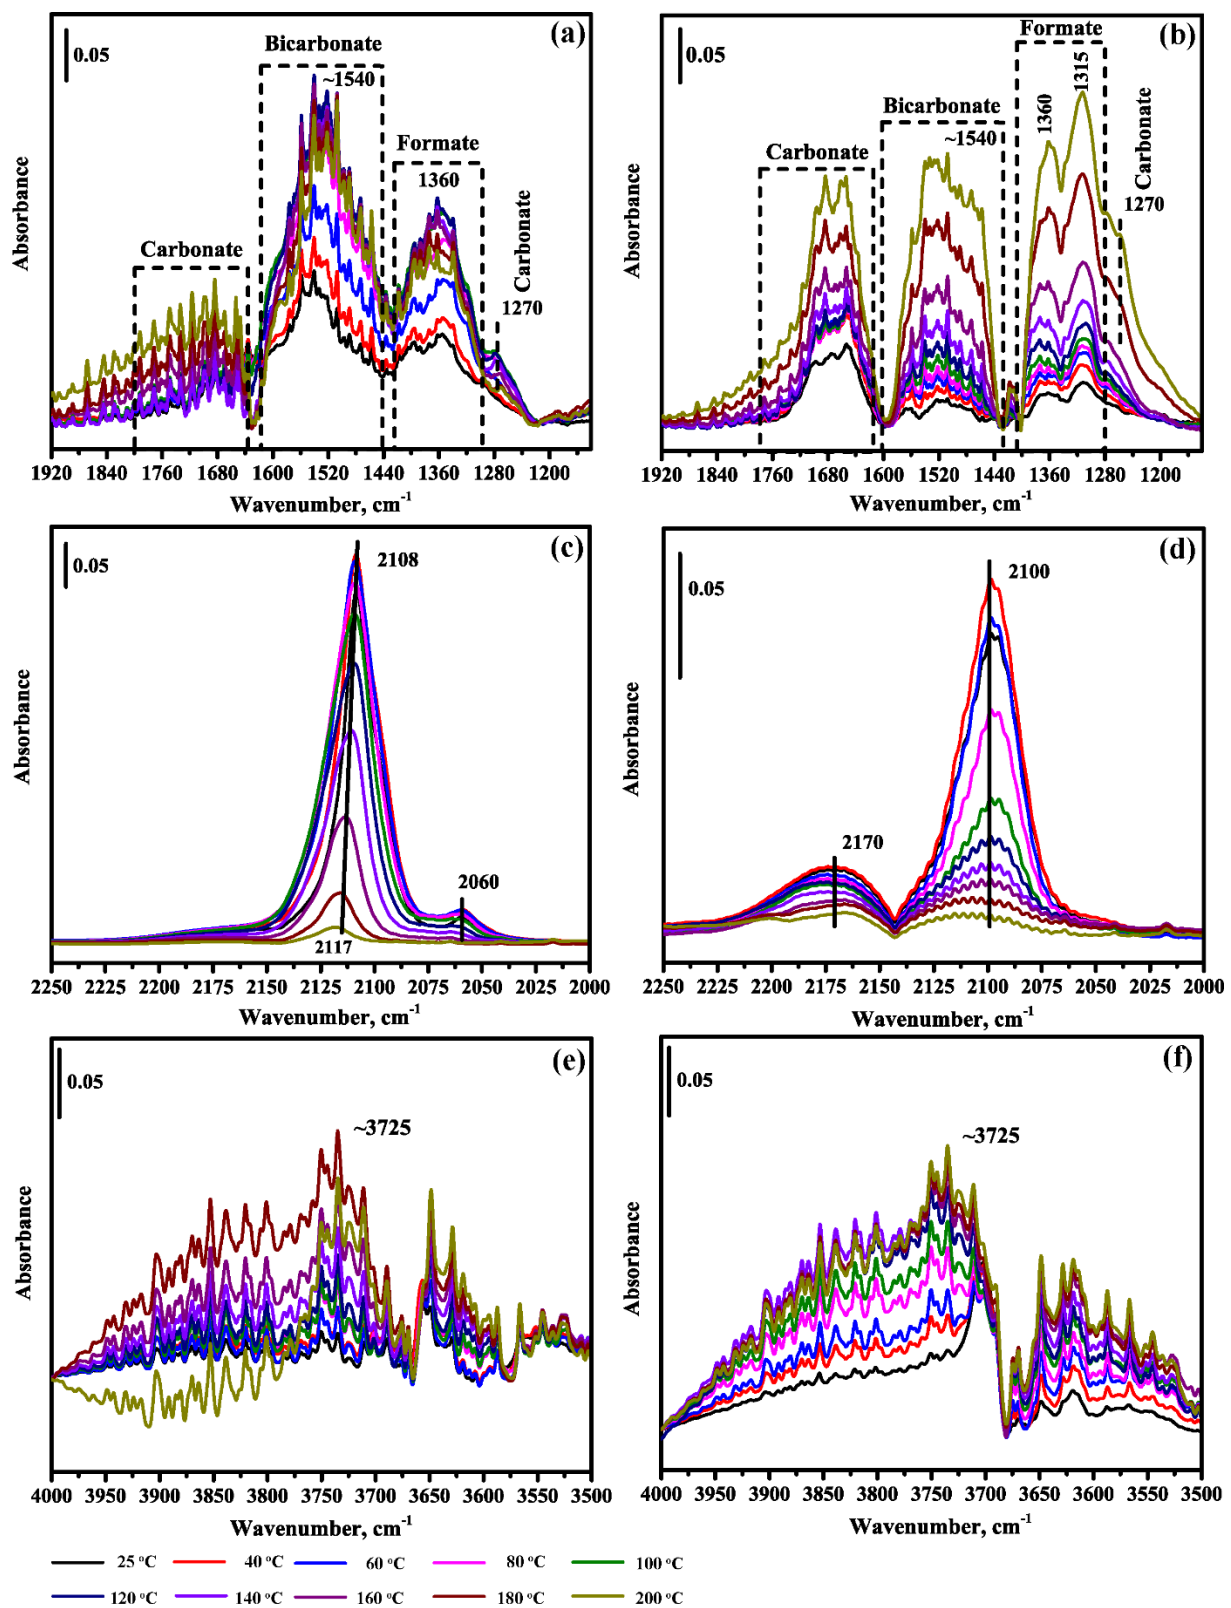 (a)
0.05
Bicarbonate
~1540
Formate
1360
Carbonate
Carbonate
1270
Absorbance
1920 1840 1760 1680 1600 1520 1440 1360 1280 1200
Wavenumber, cm-1
(b)
0.05
Formate
1360
1315
Bicarbonate
~1540
Carbonate
Carbonate
1270
Absorbance
1920 1840 1760 1680 1600 1520 1440 1360 1280 1200
Wavenumber, cm-1
(c)
0.05
2108
2060
2117
Absorbance
2250 2225 2200 2175 2150 2125 2100 2075 2050 2025 2000
Wavenumber, cm-1
(d)
0.05
2100
2170
Absorbance
2250 2225 2200 2175 2150 2125 2100 2075 2050 2025 2000
Wavenumber, cm-1
(e)
0.05
~3725
Absorbance
4000 3950 3900 3850 3800 3750 3700 3650 3600 3550 3500
Wavenumber, cm-1
(f)
0.05
~3725
Absorbance
4000 3950 3900 3850 3800 3750 3700 3650 3600 3550 3500
Wavenumber, cm-1
25 °C 40 °C 60 °C 80 °C 100 °C
120 °C 140 °C 160 °C 180 °C 200 °C